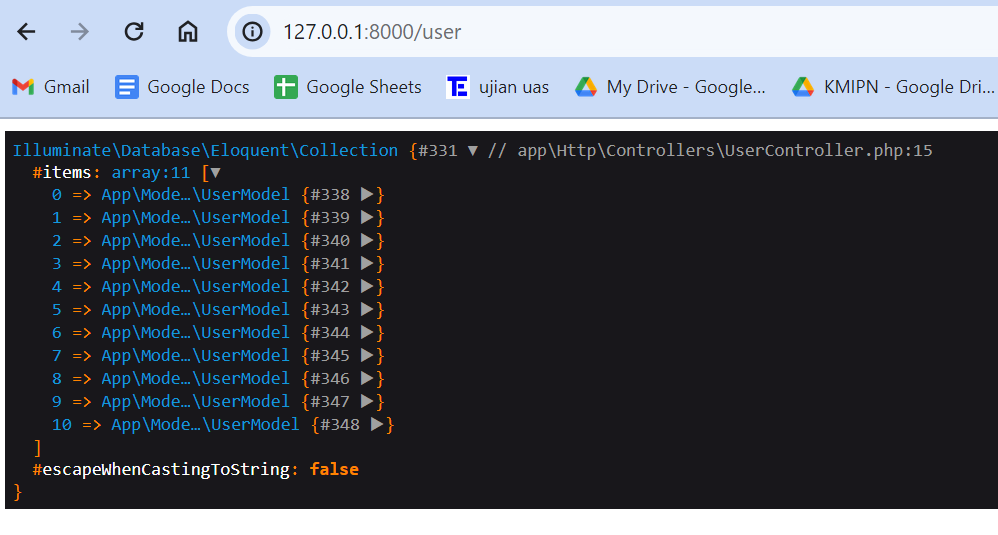 127.0.0.1:8000/user
Gmail Google Docs Google Sheets ujian uas My Drive - Google... KMIPN - Google Dri...
Illuminate\Database\Eloquent\Collection {#331 ▼ // app\Http\Controllers\UserController.php:15
#items: array:11 [▼
0 => App\Mode…\UserModel {#338 ▶}
1 => App\Mode…\UserModel {#339 ▶}
2 => App\Mode…\UserModel {#340 ▶}
3 => App\Mode…\UserModel {#341 ▶}
4 => App\Mode…\UserModel {#342 ▶}
5 => App\Mode…\UserModel {#343 ▶}
6 => App\Mode…\UserModel {#344 ▶}
7 => App\Mode…\UserModel {#345 ▶}
8 => App\Mode…\UserModel {#346 ▶}
9 => App\Mode…\UserModel {#347 ▶}
10 => App\Mode…\UserModel {#348 ▶}
]
#escapeWhenCastingToString: false
}